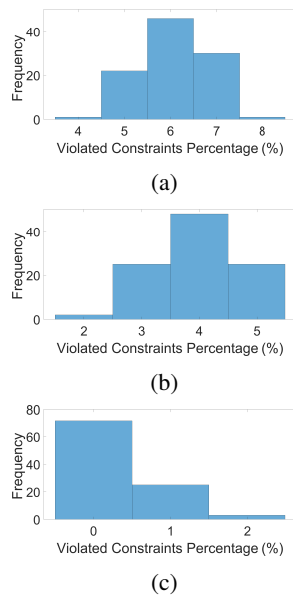 40
20
0
Frequency
4 5 6 7 8
Violated Constraints Percentage (%)
(a)
40
20
0
Frequency
2 3 4 5
Violated Constraints Percentage (%)
(b)
80
60
40
20
0
Frequency
0 1 2
Violated Constraints Percentage (%)
(c)